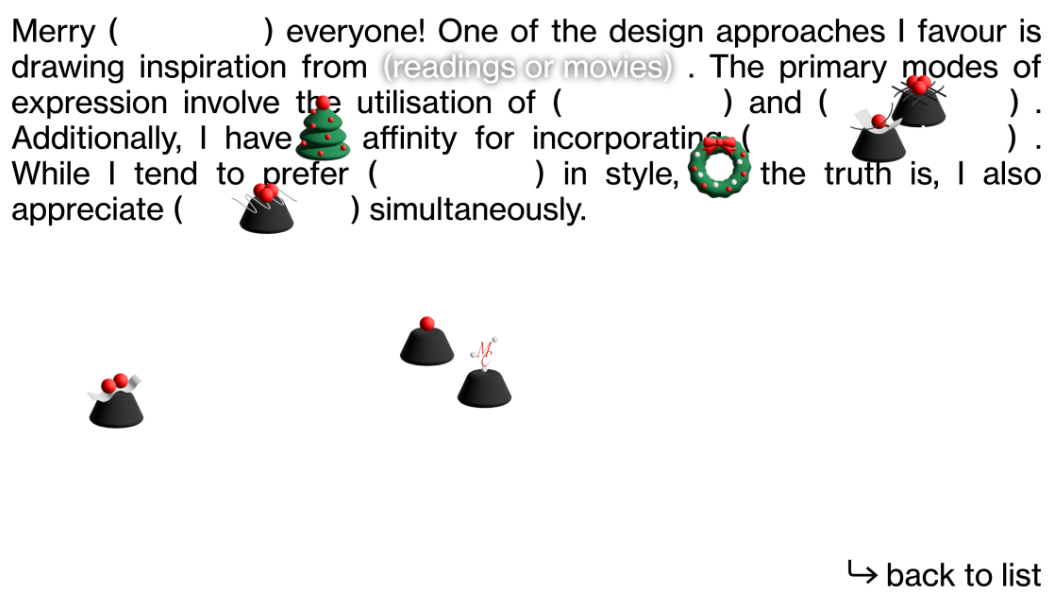 Merry ( ) everyone! One of the design approaches I favour is
drawing inspiration from (readings or movies) . The primary modes of
expression involve the utilisation of ( ) and ( ) .
Additionally, I have affinity for incorporating ( ) .
While I tend to prefer ( ) in style, the truth is, I also
appreciate ( ) simultaneously.
MC
↳ back to list